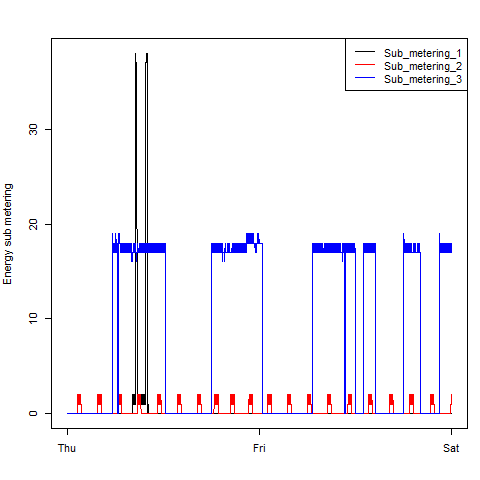 Sub_metering_1
Sub_metering_2
Sub_metering_3
Energy sub metering
30
20
10
0
Thu
Fri
Sat